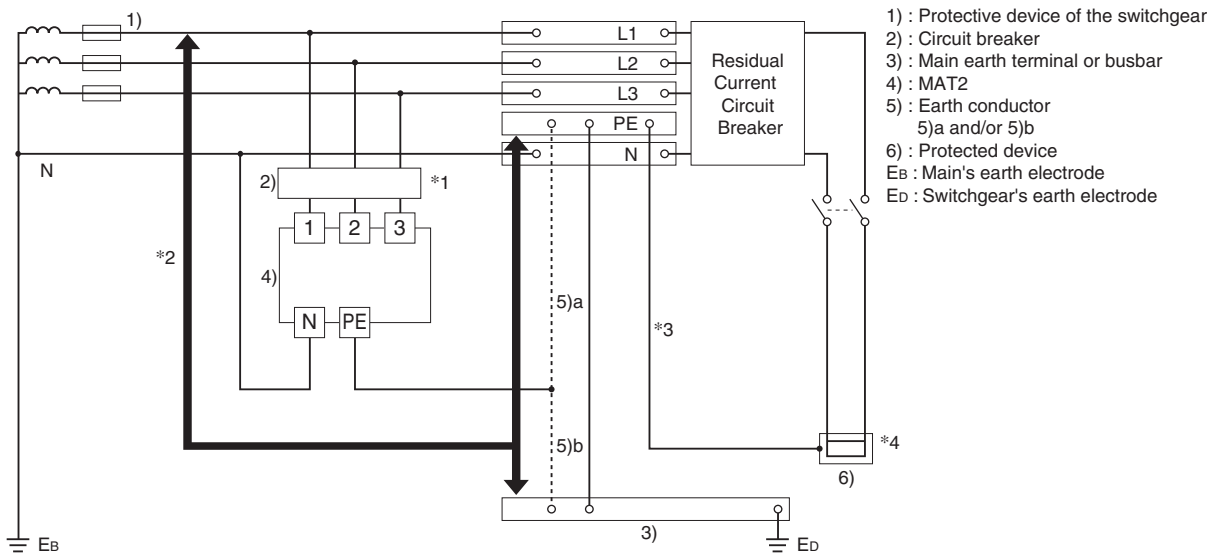 1)
L1
L2
L3
PE
N
Residual
Current
Circuit
Breaker
1) : Protective device of the switchgear
2) : Circuit breaker
3) : Main earth terminal or busbar
4) : MAT2
5) : Earth conductor
5)a and/or 5)b
6) : Protected device
EB : Main's earth electrode
ED : Switchgear's earth electrode
N
2)
*1
1 2 3
*2
4)
N PE
5)a
*3
5)b
*4
6)
3)
EB
ED